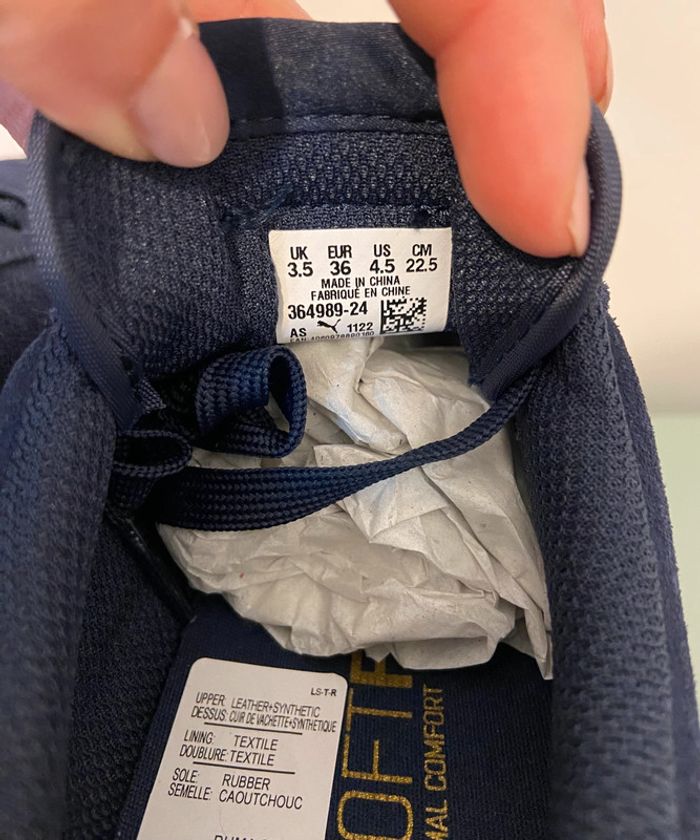 UK EUR US CM
3.5 36 4.5 22.5
MADE IN CHINA
FABRIQUÉ EN CHINE
364989-24
AS 1122
LS-T-R
UPPER: LEATHER+SYNTHETIC
DESSUS: CUIR DE VACHETTE+SYNTHETIQUE
LINING: TEXTILE
DOUBLURE: TEXTILE
SOLE: RUBBER
SEMELLE: CAOUTCHOUC
COMFORT